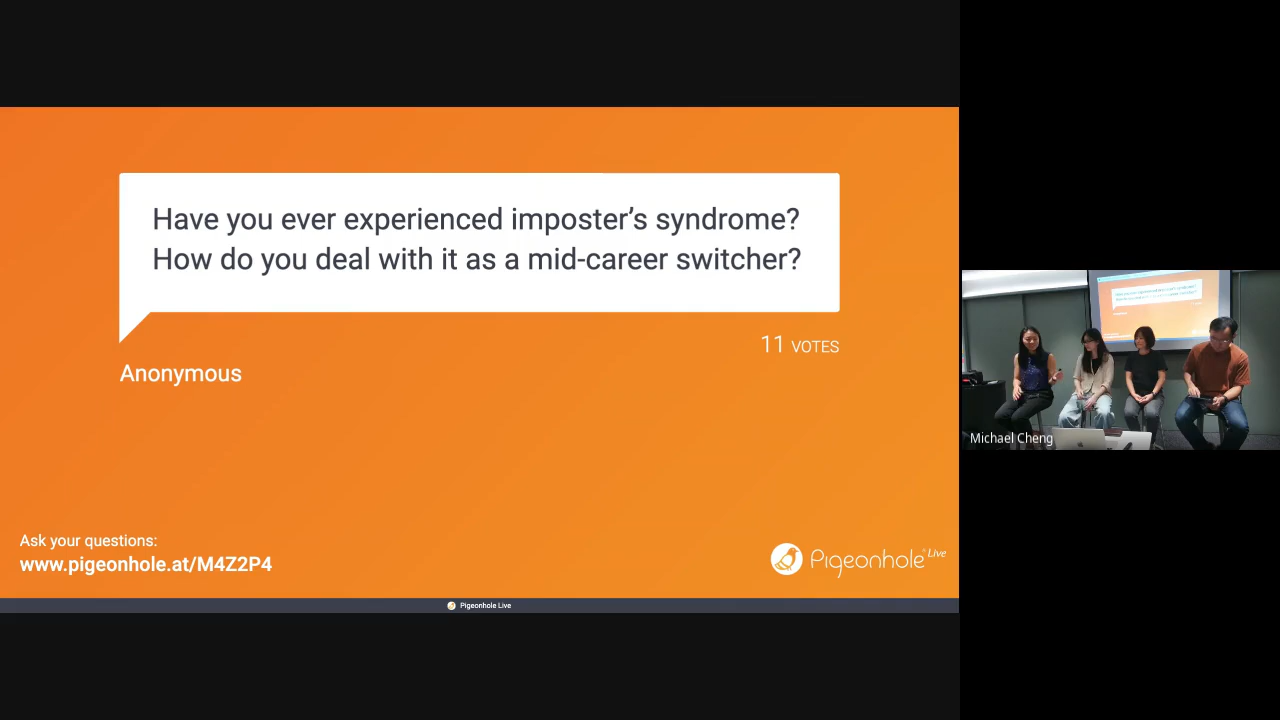 Have you ever experienced imposter’s syndrome?
How do you deal with it as a mid-career switcher?
11 VOTES
Anonymous
Ask your questions:
www.pigeonhole.at/M4Z2P4
Pigeonhole Live
Pigeonhole Live
Michael Cheng